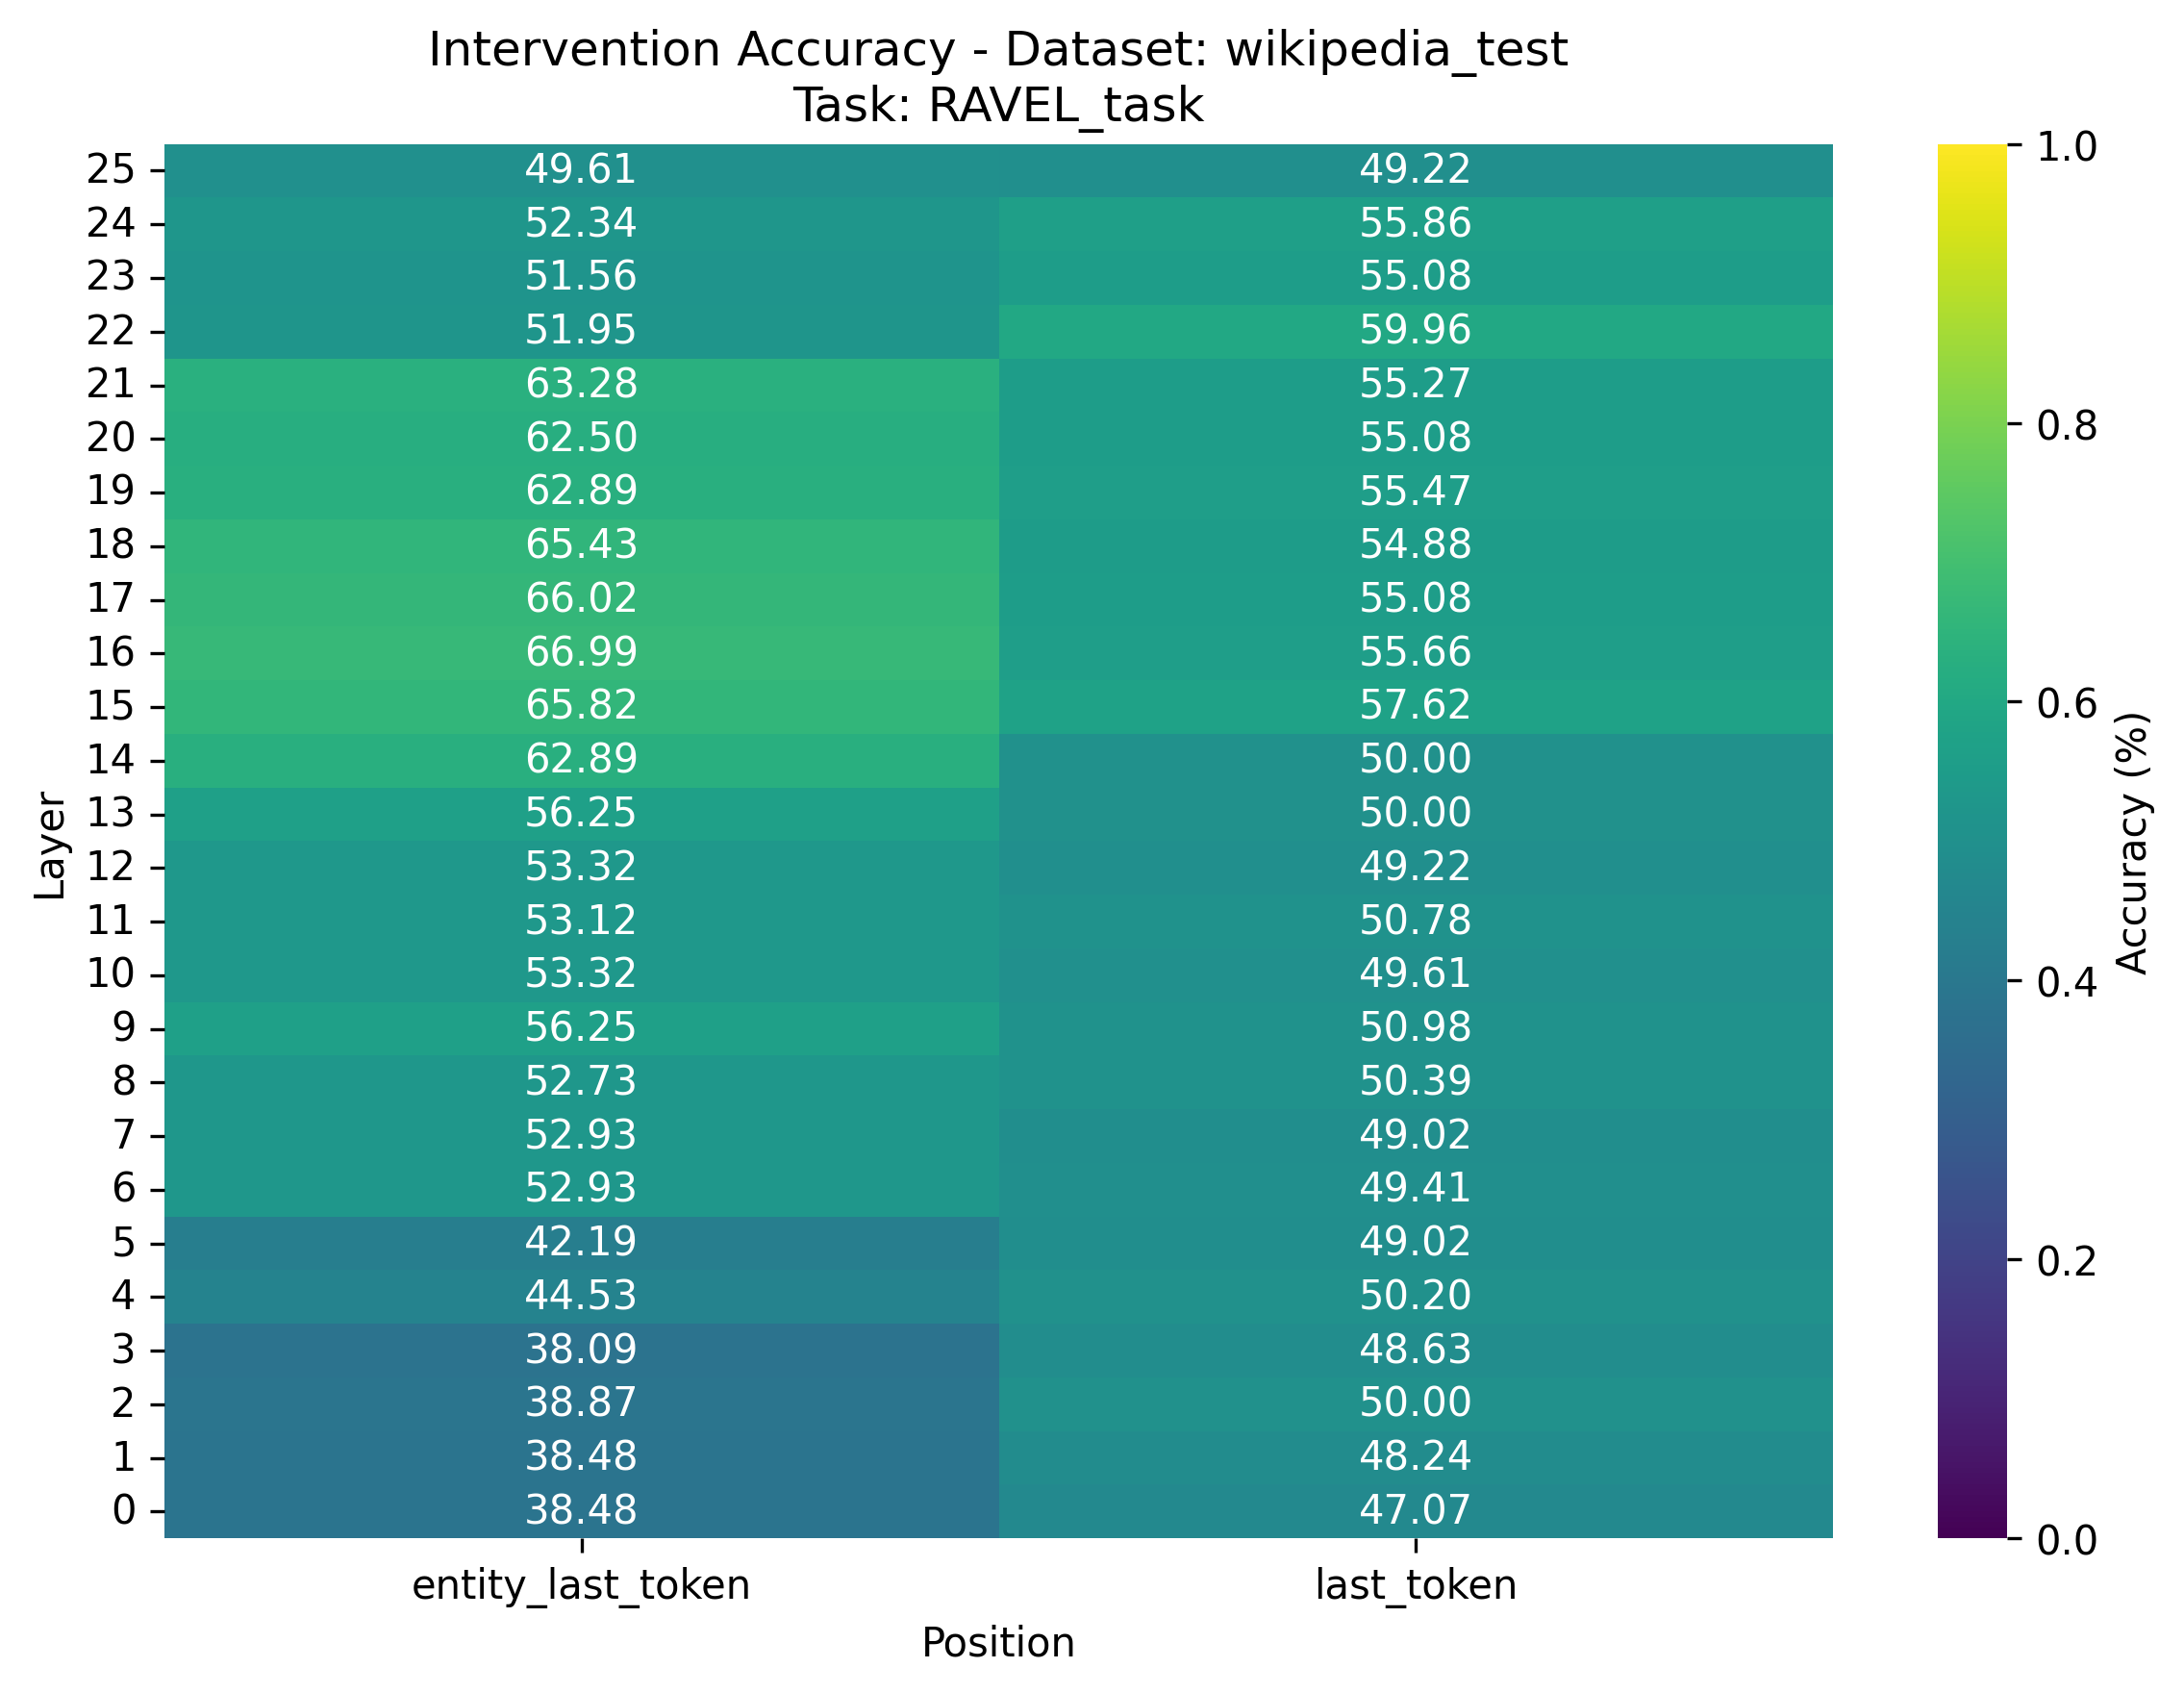 Intervention Accuracy - Dataset: wikipedia_test
Task: RAVEL_task
25 49.61 49.22
24 52.34 55.86
23 51.56 55.08
22 51.95 59.96
21 63.28 55.27
20 62.50 55.08
19 62.89 55.47
18 65.43 54.88
17 66.02 55.08
16 66.99 55.66
15 65.82 57.62
14 62.89 50.00
13 56.25 50.00
12 53.32 49.22
11 53.12 50.78
10 53.32 49.61
9 56.25 50.98
8 52.73 50.39
7 52.93 49.02
6 52.93 49.41
5 42.19 49.02
4 44.53 50.20
3 38.09 48.63
2 38.87 50.00
1 38.48 48.24
0 38.48 47.07
Layer
entity_last_token last_token
Position
1.0
0.8
0.6
0.4
0.2
0.0
Accuracy (%)